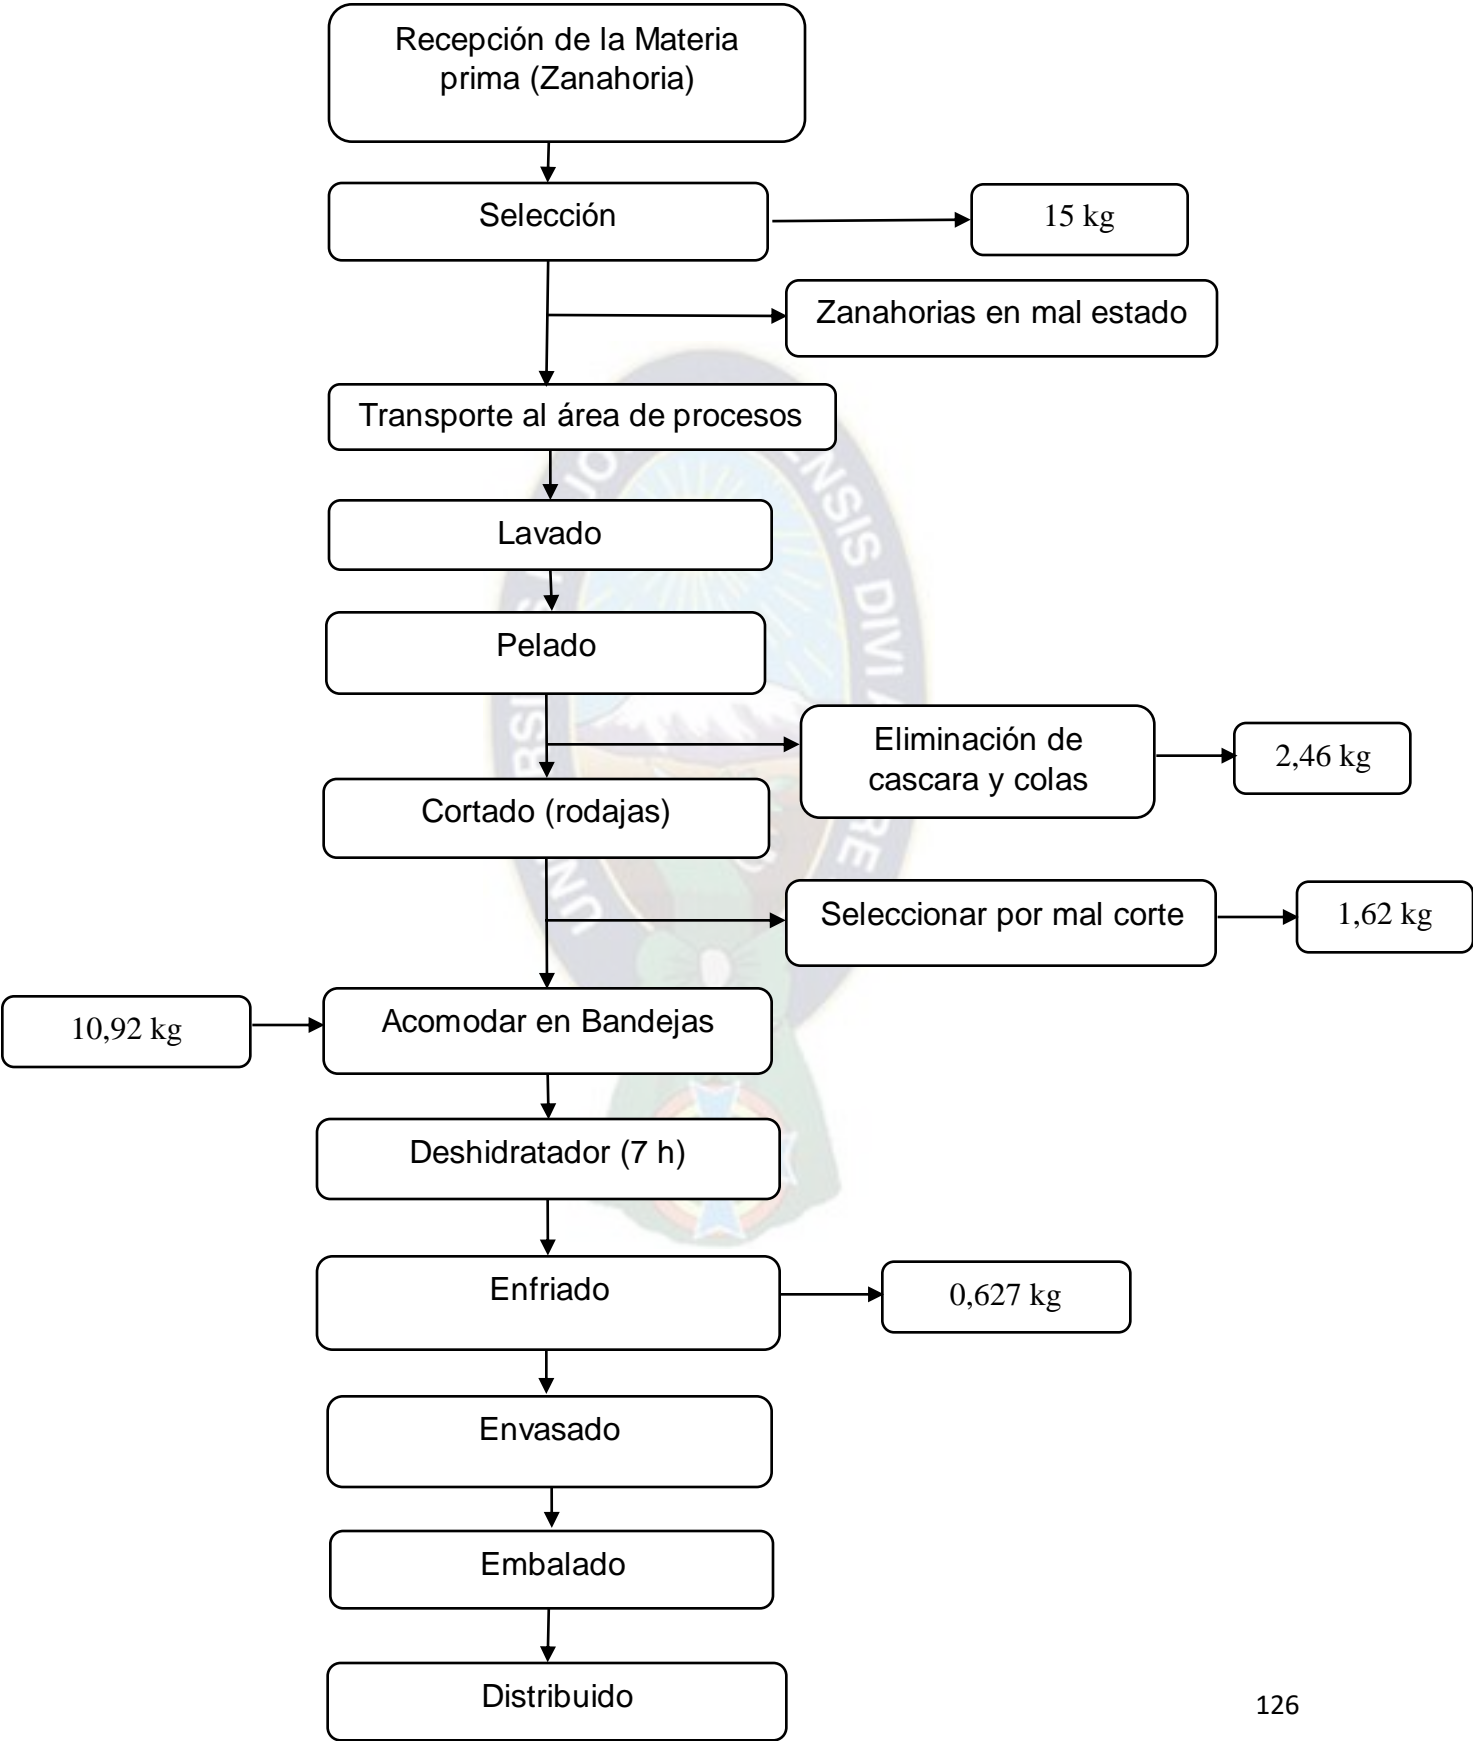 Recepción de la Materia
prima (Zanahoria)
Selección
15 kg
Zanahorias en mal estado
Transporte al área de procesos
Lavado
Pelado
Eliminación de
cascara y colas
2,46 kg
Cortado (rodajas)
Seleccionar por mal corte
1,62 kg
10,92 kg
Acomodar en Bandejas
Deshidratador (7 h)
Enfriado
0,627 kg
Envasado
Embalado
Distribuido
126